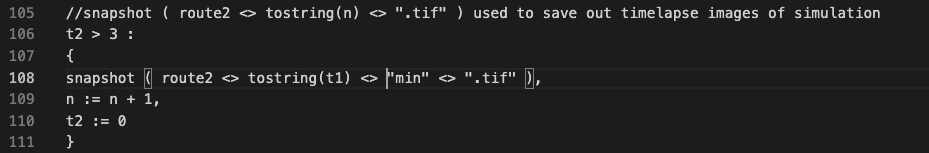 105 //snapshot ( route2 <> tostring(n) <> ".tif" ) used to save out timelapse images of simulation
106 t2 > 3 :
107 {
108 snapshot ( route2 <> tostring(t1) <> "min" <> ".tif" ),
109 n := n + 1,
110 t2 := 0
111 }